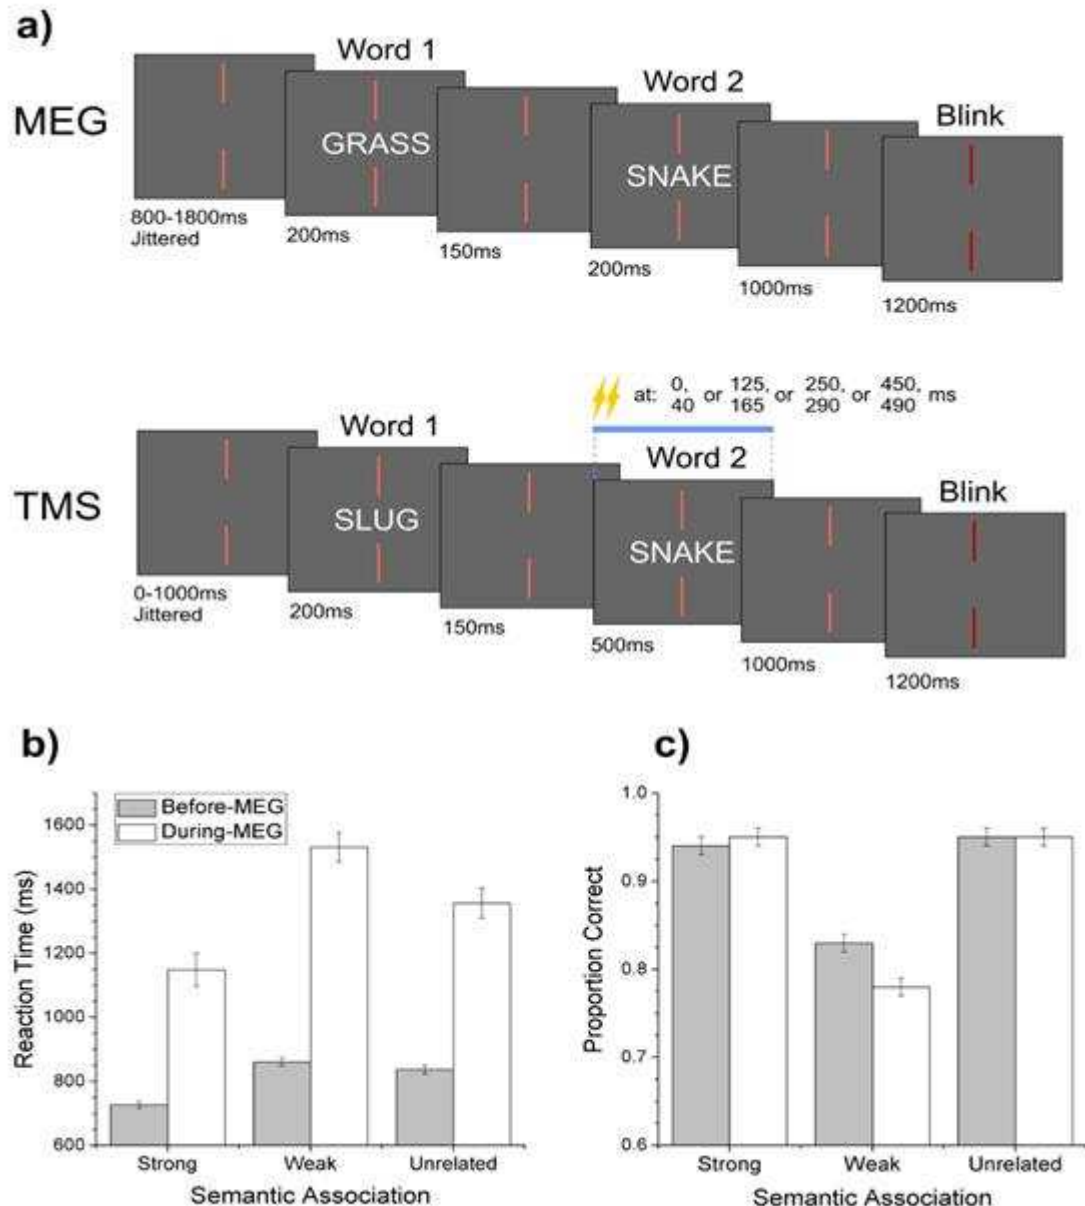 a)
MEG
Word 1
Word 2
Blink
GRASS
SNAKE
800-1800ms
Jittered
200ms
150ms
200ms
1000ms
1200ms
at: 0, or 125, or 250, or 450, ms
40 165 290 490
TMS
Word 1
Word 2
Blink
SLUG
SNAKE
0-1000ms
Jittered
200ms
150ms
500ms
1000ms
1200ms
b)
Before-MEG
During-MEG
Reaction Time (ms)
1600
1400
1200
1000
800
600
Strong Weak Unrelated
Semantic Association
c)
Proportion Correct
1.0
0.9
0.8
0.7
0.6
Strong Weak Unrelated
Semantic Association